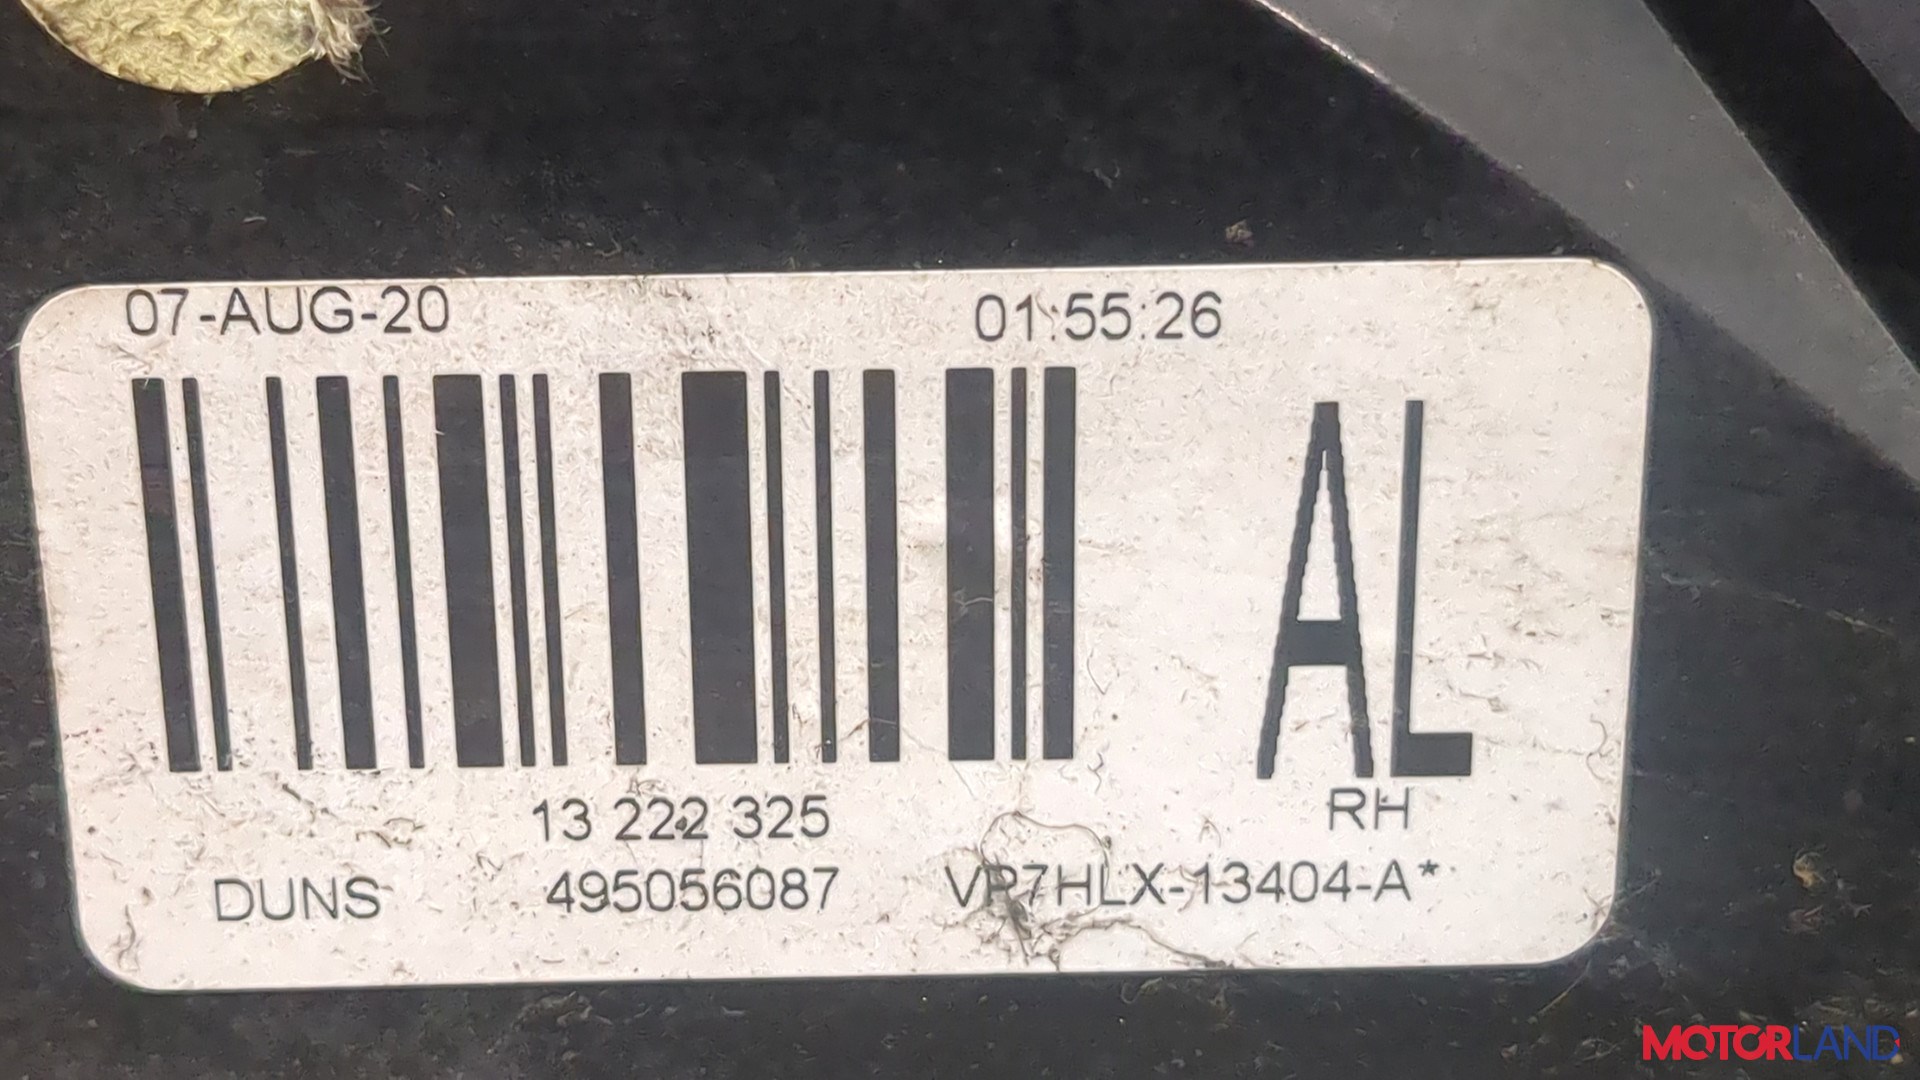 07-AUG-20 01:55:26
AL
13 222 325 RH
DUNS 495056087 VP7HLX-13404-A*
MOTORLAND